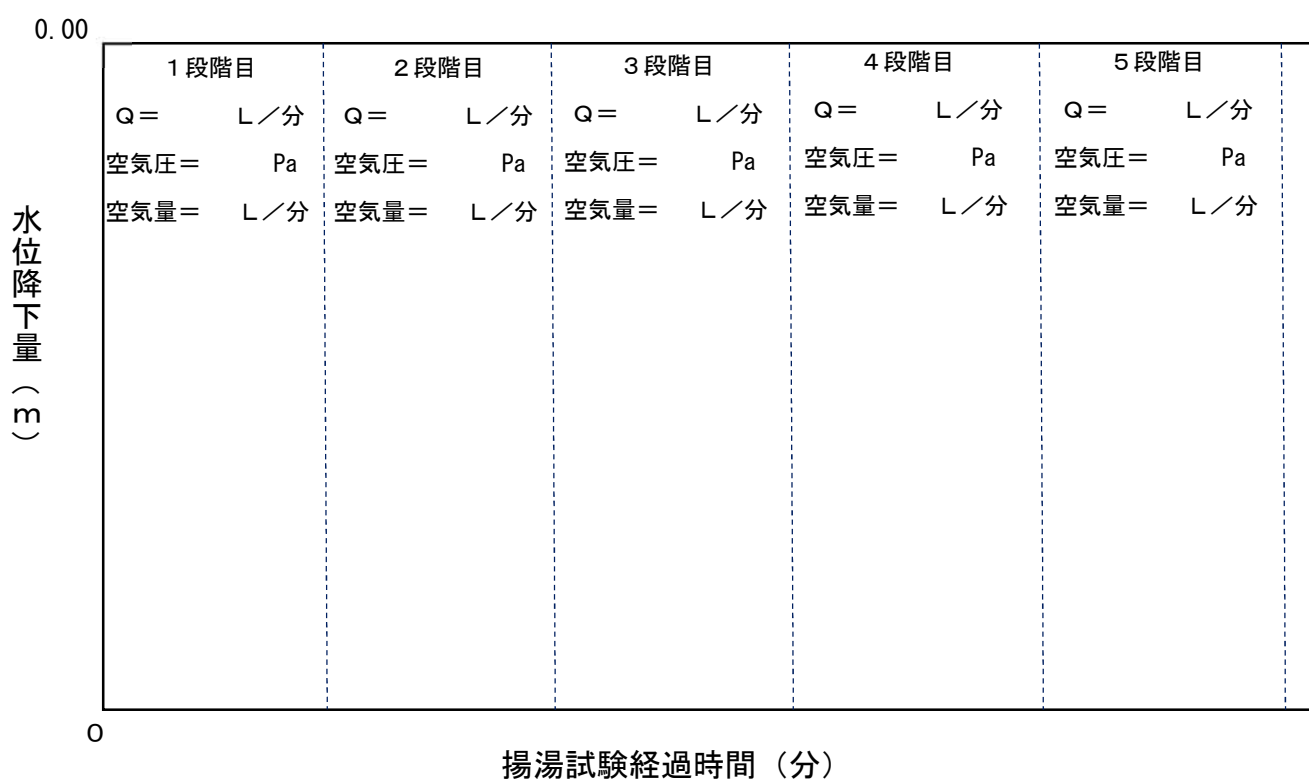 0.00
水位降下量（m）
１段階目
Q＝　　　L／分
空気圧＝　　　Pa
空気量＝　　L／分
２段階目
Q＝　　　L／分
空気圧＝　　　Pa
空気量＝　　L／分
３段階目
Q＝　　　L／分
空気圧＝　　　Pa
空気量＝　　L／分
４段階目
Q＝　　　L／分
空気圧＝　　　Pa
空気量＝　　L／分
５段階目
Q＝　　　L／分
空気圧＝　　　Pa
空気量＝　　L／分
0
揚湯試験経過時間（分）